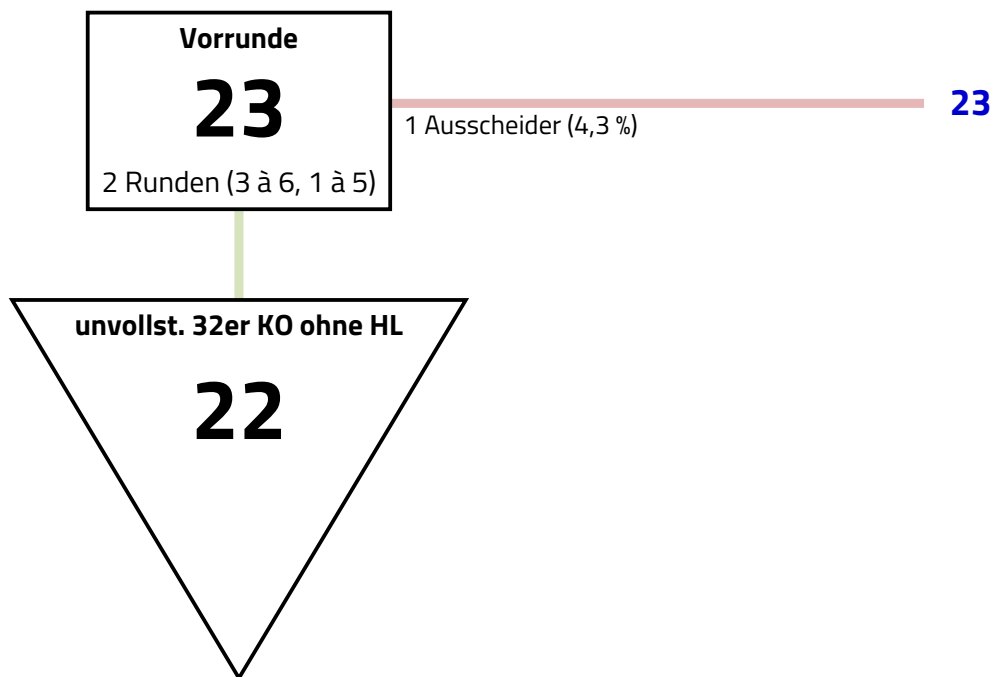 Vorrunde
23
2 Runden (3 à 6, 1 à 5)
1 Ausscheider (4,3 %)
23
unvollst. 32er KO ohne HL
22